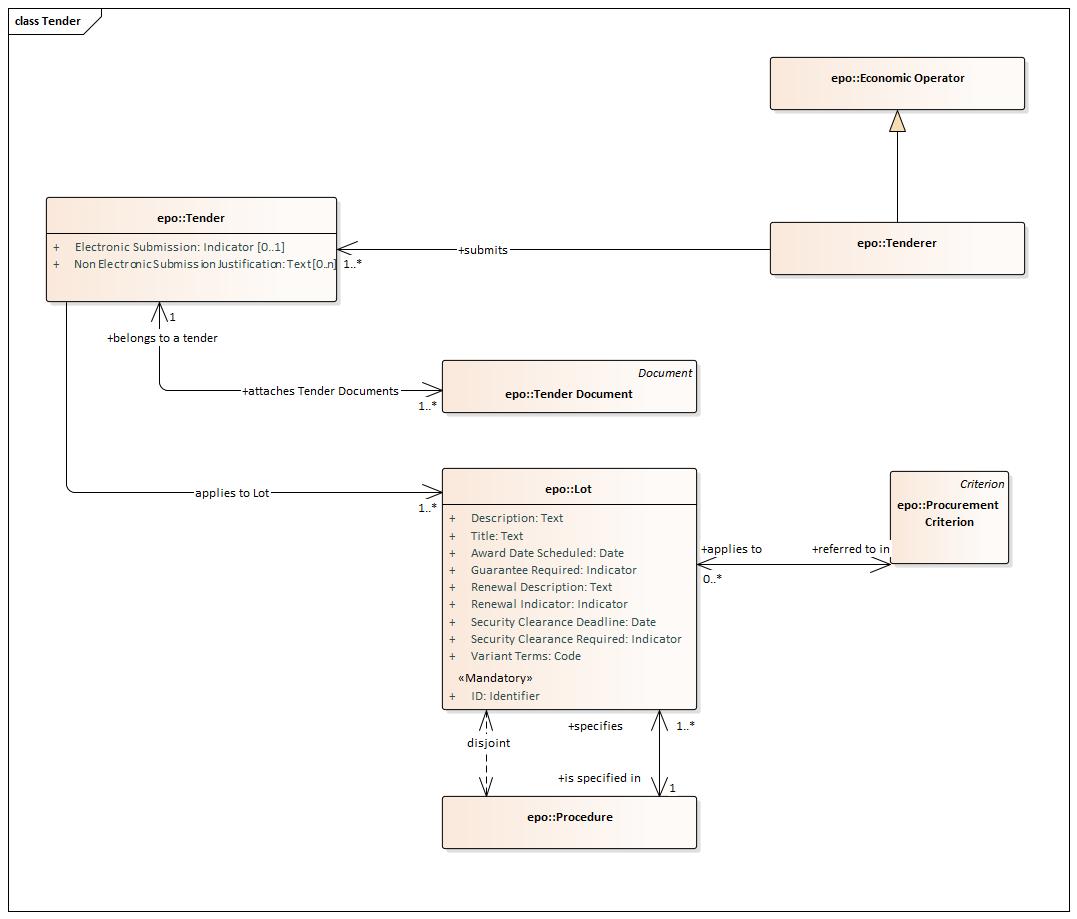 class Tender
epo::Economic Operator
epo::Tender
+ Electronic Submission: Indicator [0..1]
+ Non Electronic Submission Justification: Text[0..n]
1..*
+submits
epo::Tenderer
1
+belongs to a tender
+attaches Tender Documents
1..*
Document
epo::Tender Document
applies to Lot
1..*
epo::Lot
+ Description: Text
+ Title: Text
+ Award Date Scheduled: Date
+ Guarantee Required: Indicator
+ Renewal Description: Text
+ Renewal Indicator: Indicator
+ Security Clearance Deadline: Date
+ Security Clearance Required: Indicator
+ Variant Terms: Code
«Mandatory»
+ ID: Identifier
Criterion
epo::Procurement
Criterion
+applies to
+referred to in
0..*
disjoint
+specifies
1..*
+is specified in
1
epo::Procedure